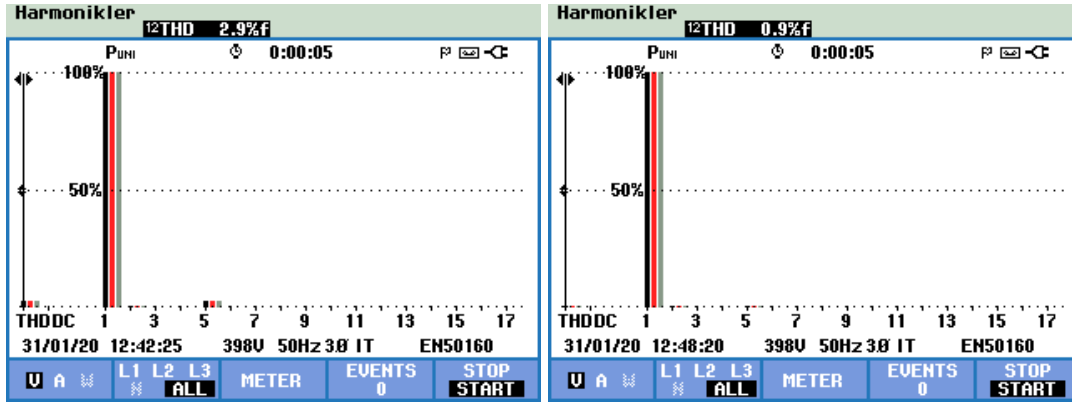 Harmonikler
12THD 2.9%f
PUNI 0:00:05
100%
50%
THDDC 1 3 5 7 9 11 13 15 17
31/01/20 12:42:25 398V 50Hz 3.0 IT EN50160
V A W L1 L2 L3 N ALL METER EVENTS 0 STOP START
Harmonikler
12THD 0.9%f
PUNI 0:00:05
100%
50%
THDDC 1 3 5 7 9 11 13 15 17
31/01/20 12:48:20 398V 50Hz 3.0 IT EN50160
V A W L1 L2 L3 N ALL METER EVENTS 0 STOP START